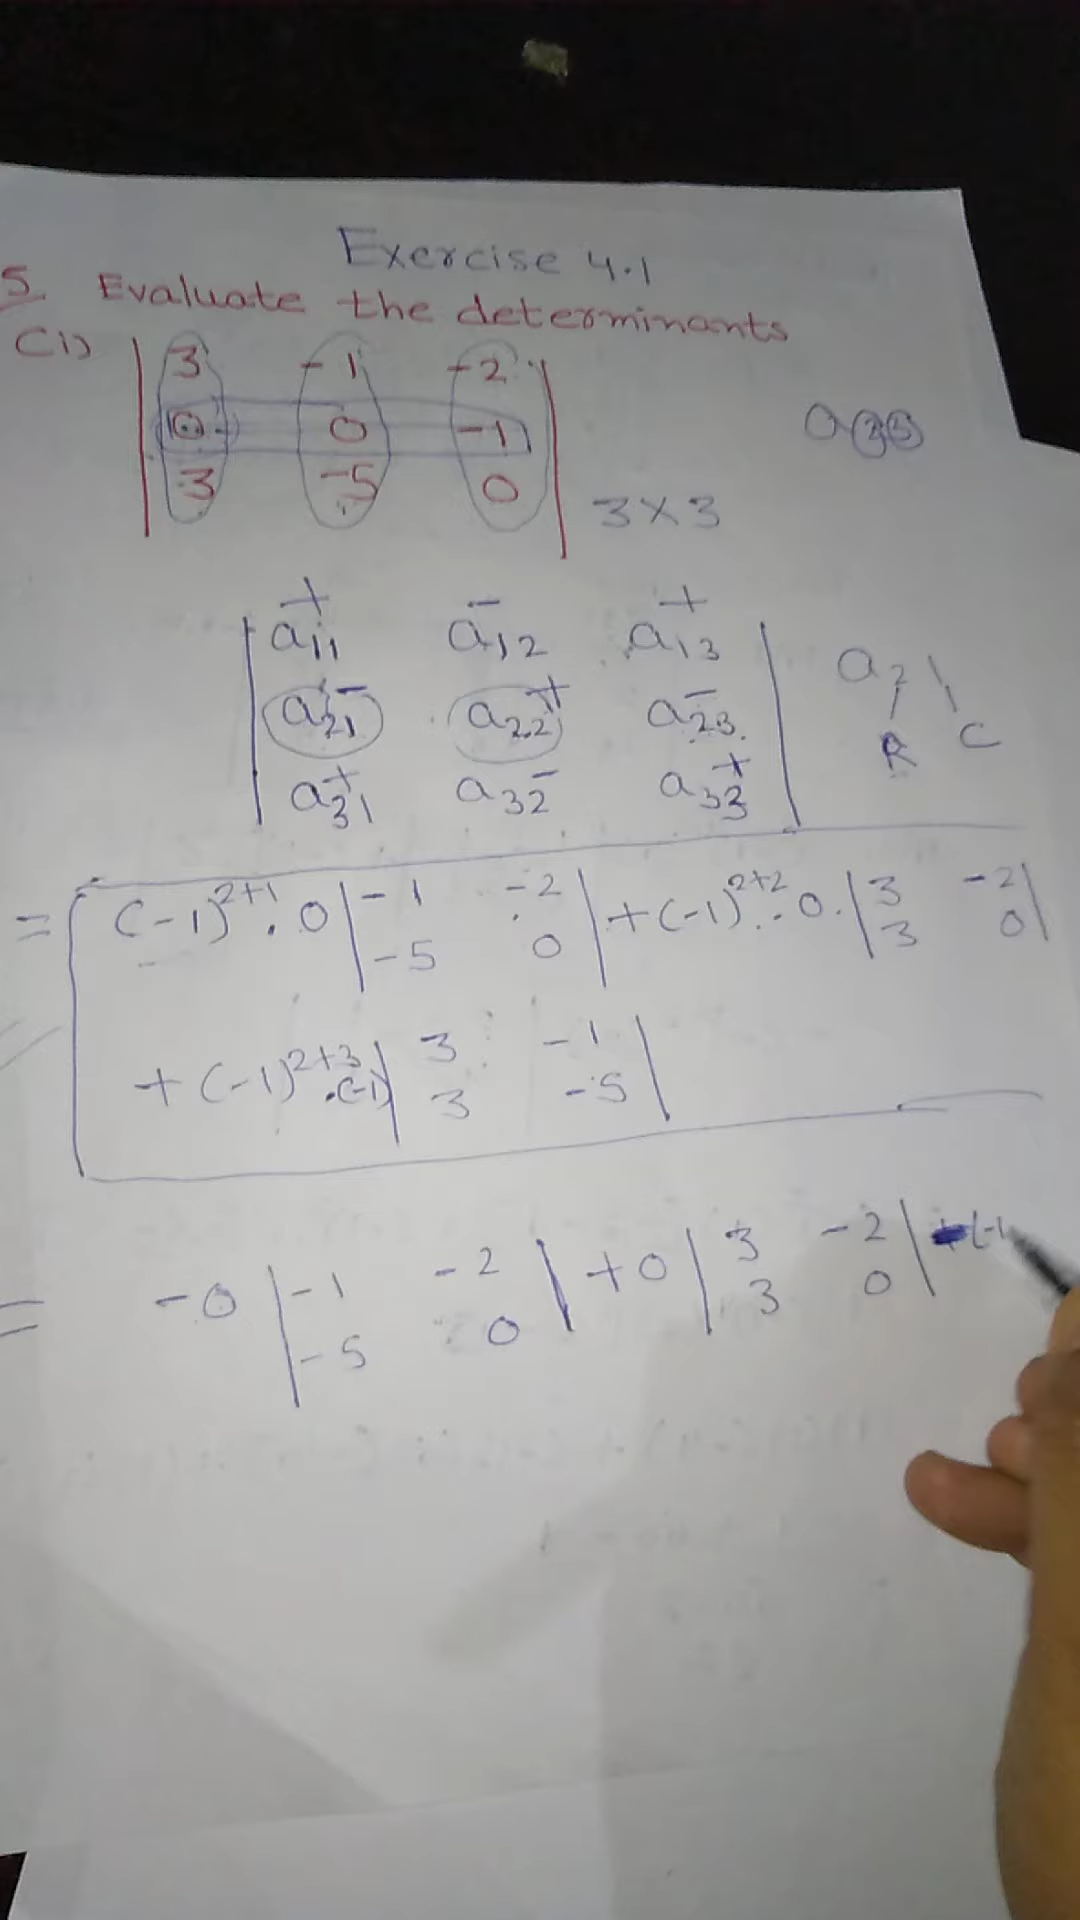 Exercise 4.1
5. Evaluate the determinants
(i) | 3 -1 -2 |
| 0 0 -1 |
| 3 -5 0 | 3×3
+ - +
| a11 a12 a13 |
| a21- a22+ a23- | a21
R C
| a31+ a32- a33+ |
= (-1)^2+1 . 0 | -1 -2 | + (-1)^2+2 . 0 . | 3 -2 |
| -5 0 | | 3 0 |
+ (-1)^2+3 .(-1) | 3 -1 |
| 3 -5 |
= -0 | -1 -2 | + 0 | 3 -2 | - (-1
| -5 0 | | 3 0 |